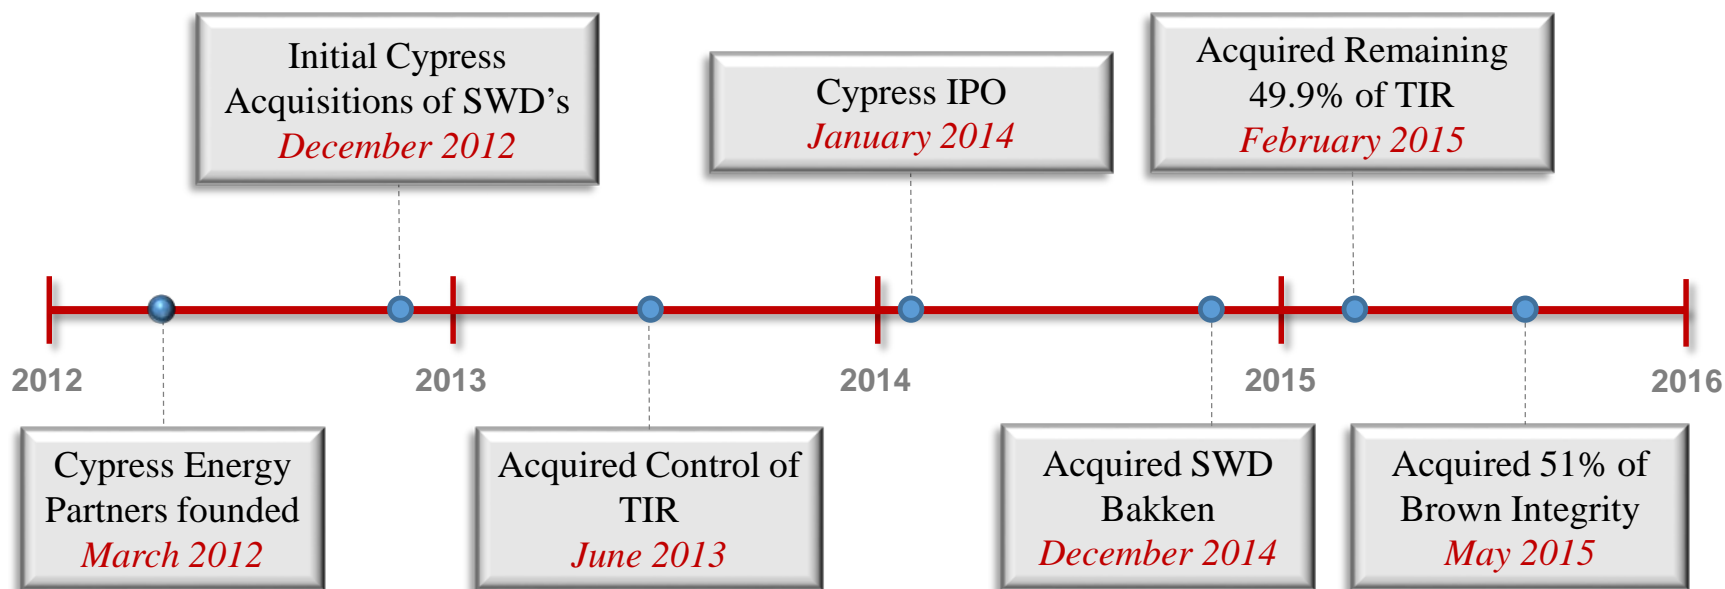 Initial Cypress
Acquisitions of SWD's
December 2012
Cypress IPO
January 2014
Acquired Remaining
49.9% of TIR
February 2015
2012
2013
2014
2015
2016
Cypress Energy
Partners founded
March 2012
Acquired Control of
TIR
June 2013
Acquired SWD
Bakken
December 2014
Acquired 51% of
Brown Integrity
May 2015